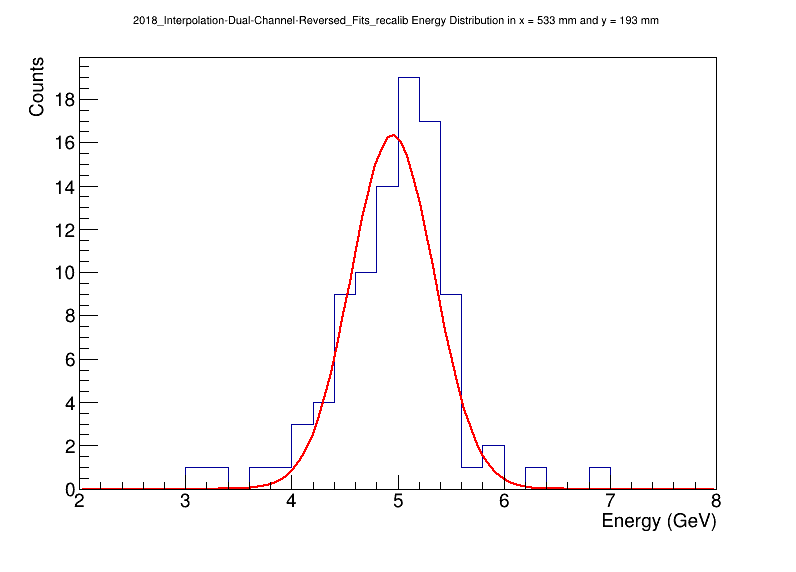 2018_Interpolation-Dual-Channel-Reversed_Fits_recalib Energy Distribution in x = 533 mm and y = 193 mm
Counts
18
16
14
12
10
8
6
4
2
0
2 3 4 5 6 7 8
Energy (GeV)